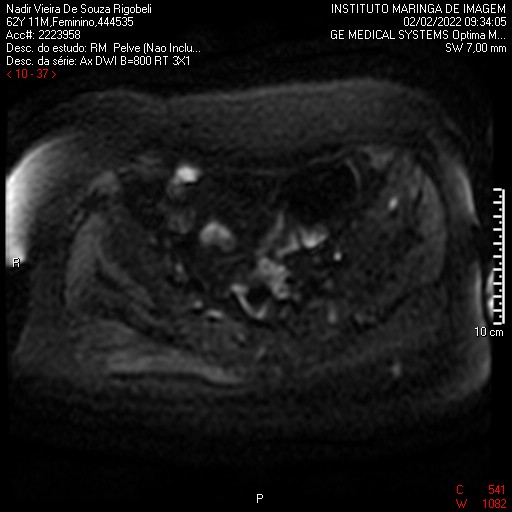 Nadir Vieira De Souza Rigobeli
62Y 11M,Feminino,444535
Acc#: 2223958
Desc. do estudo: RM Pelve (Nao Inclu...
Desc. da série: Ax DWI B=800 RT 3X1
< 10 - 37 >
INSTITUTO MARINGA DE IMAGEM
02/02/2022 09:34:05
GE MEDICAL SYSTEMS Optima M...
SW 7,00 mm
R
10 cm
P
C 541
W 1082